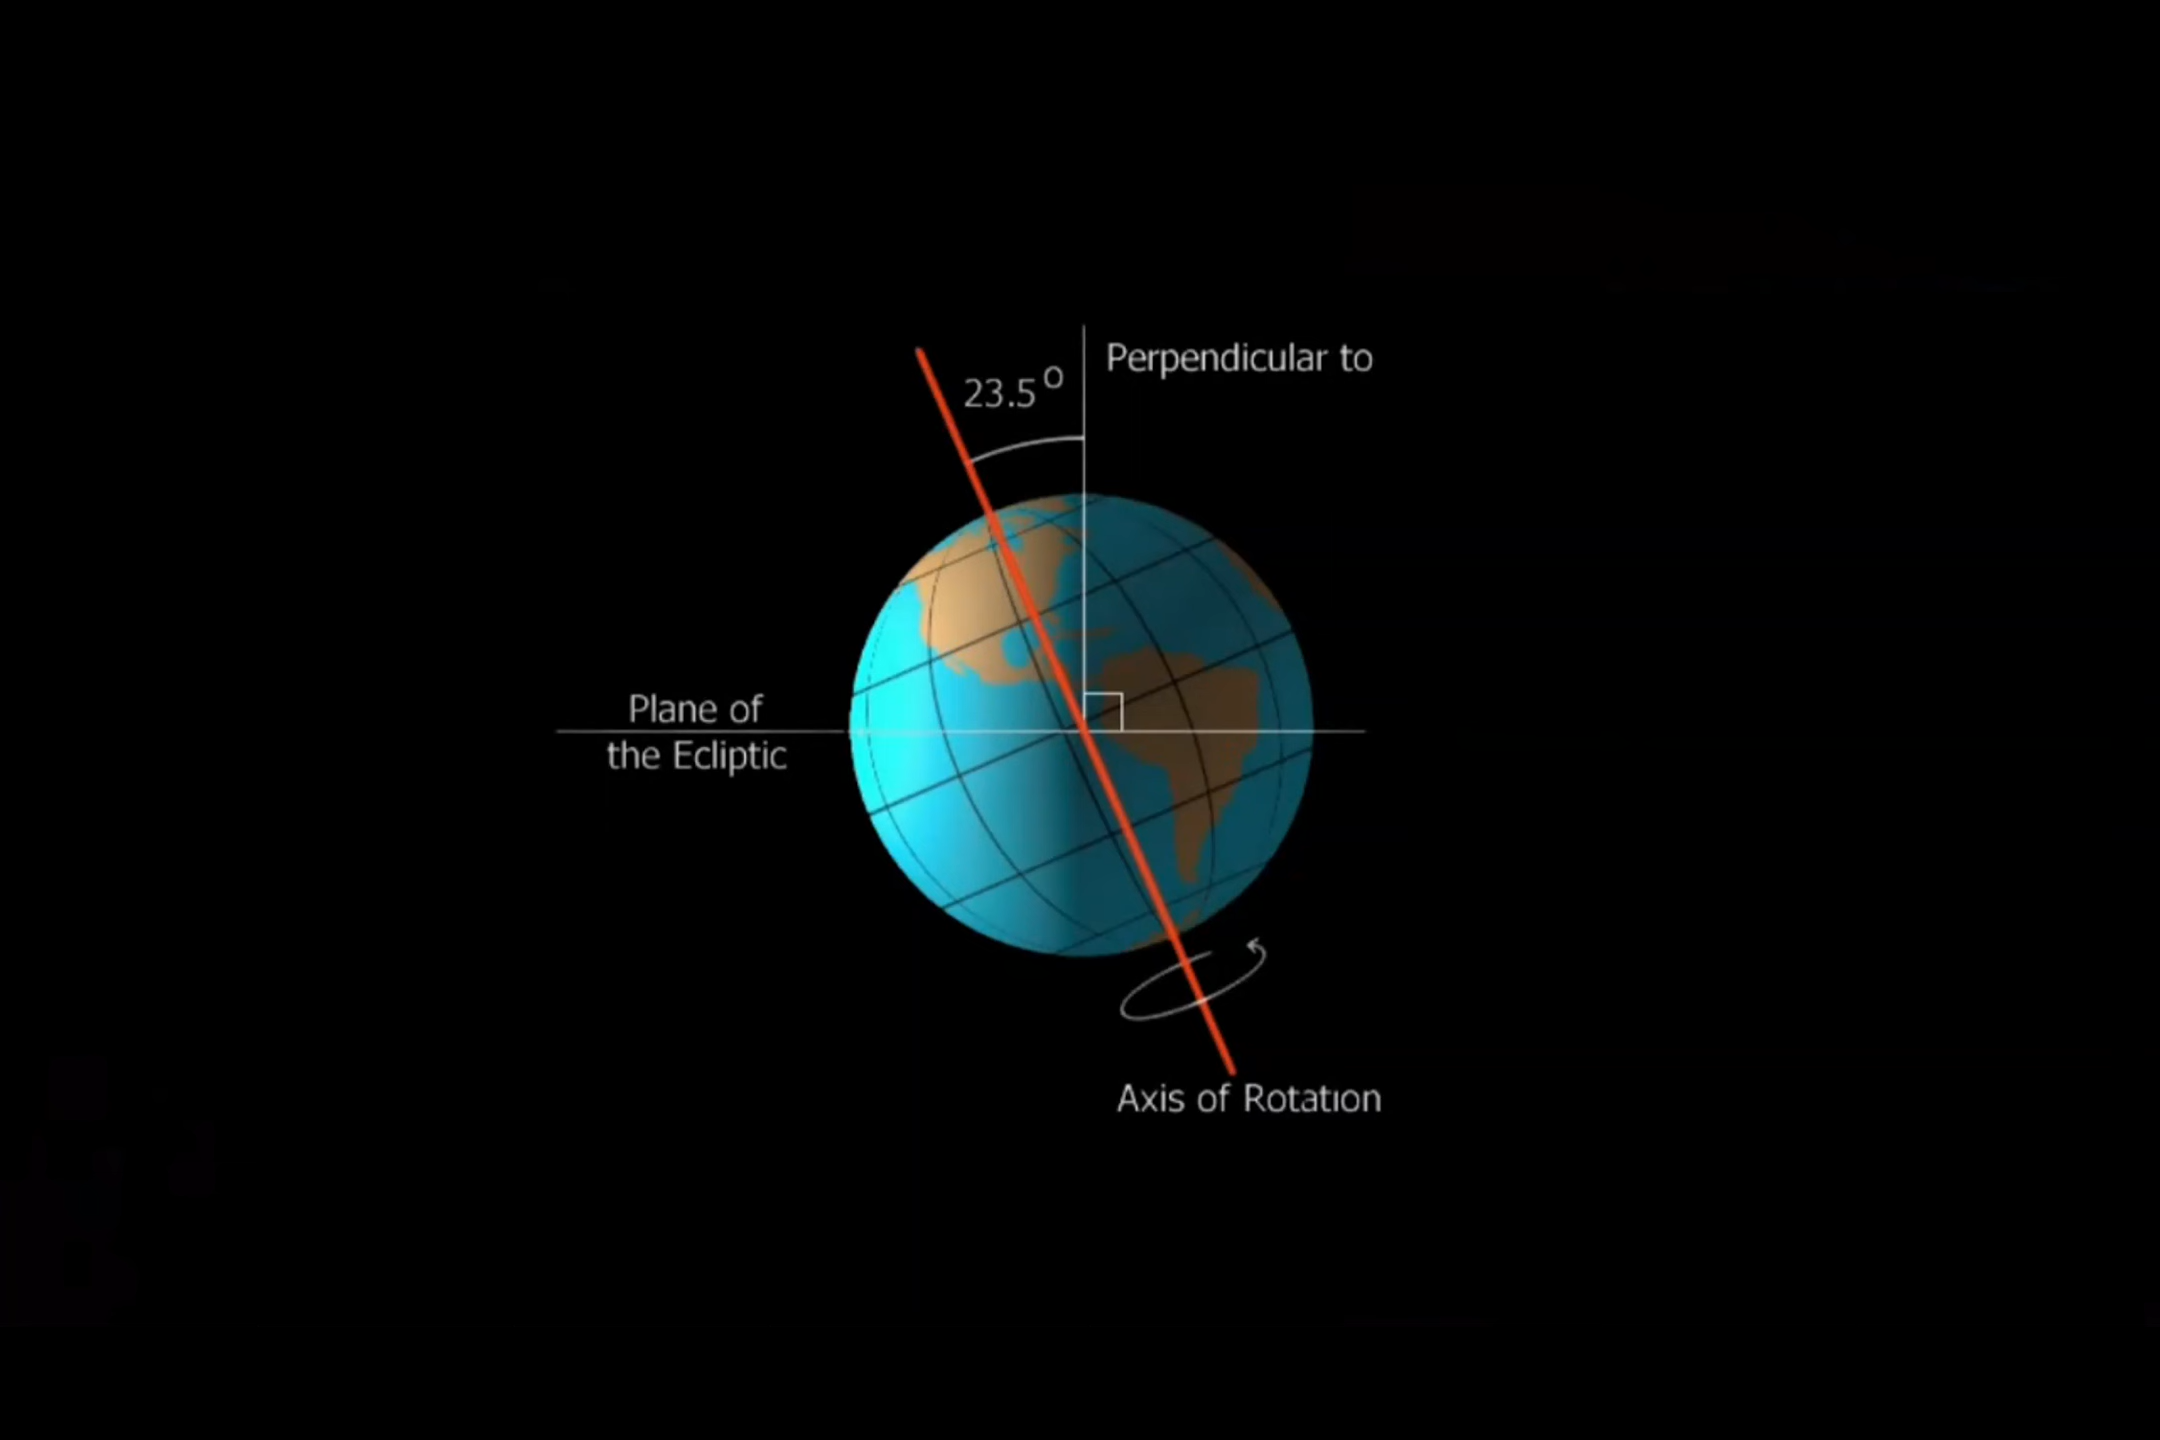 Perpendicular to
23.5°
Plane of
the Ecliptic
Axis of Rotation